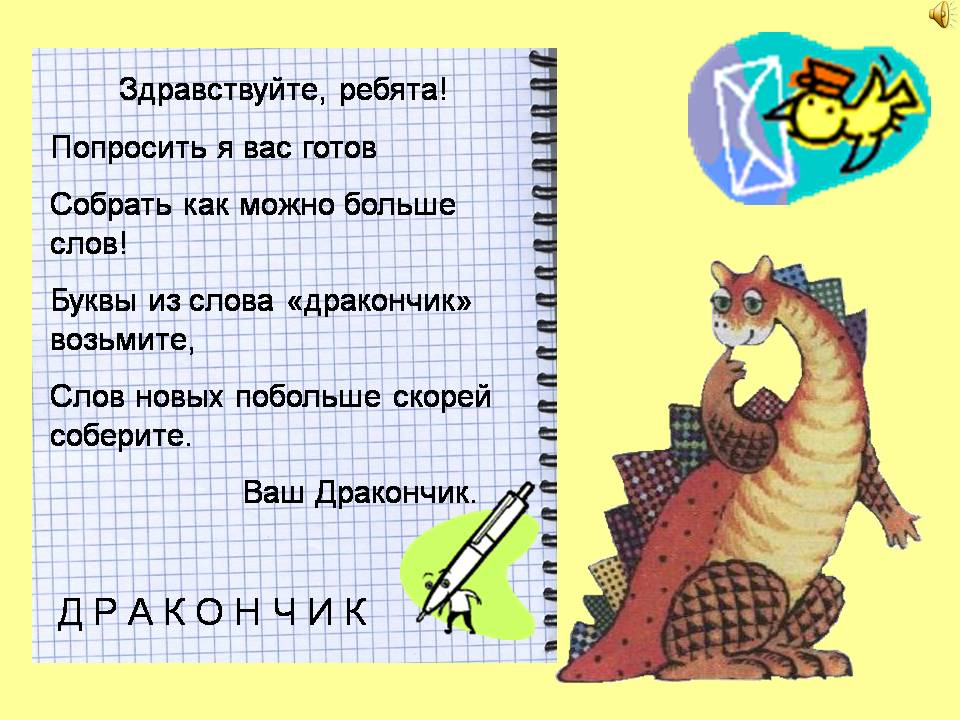 Здравствуйте, ребята!
Попросить я вас готов
Собрать как можно больше
слов!
Буквы из слова «дракончик»
возьмите,
Слов новых побольше скорей
соберите.
Ваш Дракончик.
Д Р А К О Н Ч И К